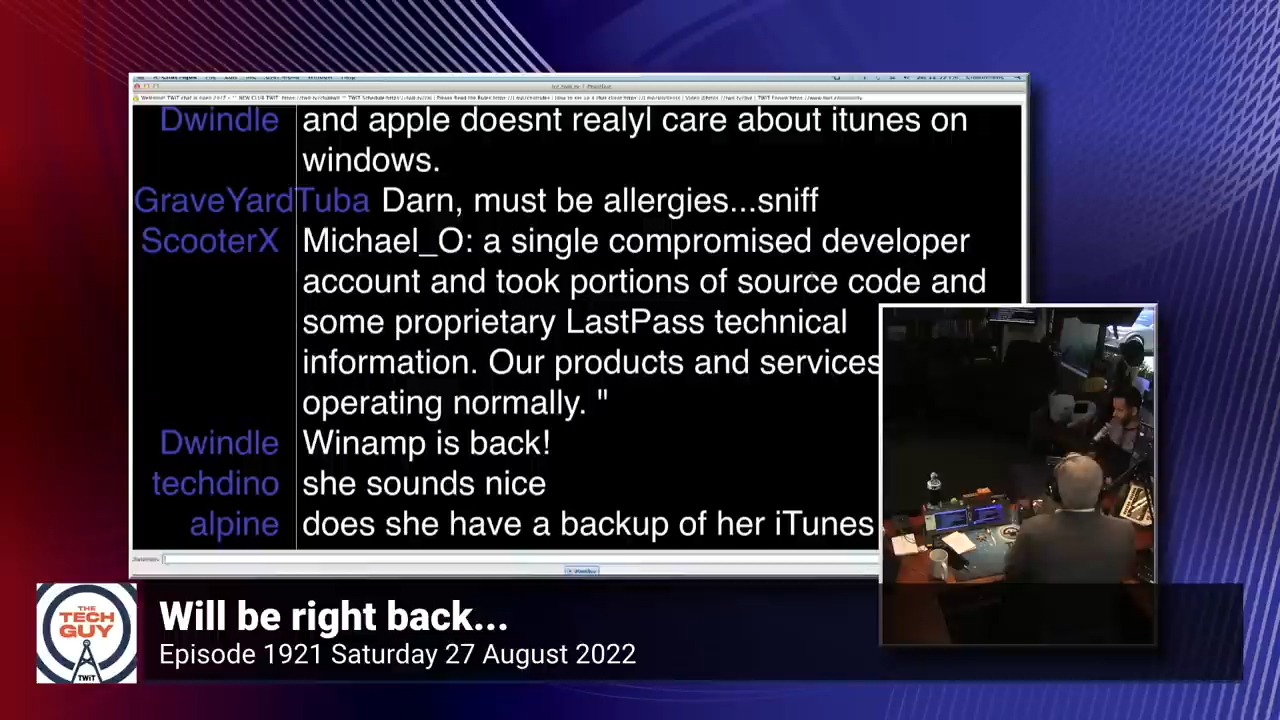 Dwindle and apple doesnt realyl care about itunes on
windows.
GraveYardTuba Darn, must be allergies...sniff
ScooterX Michael_O: a single compromised developer
account and took portions of source code and
some proprietary LastPass technical
information. Our products and services
operating normally. "
Dwindle Winamp is back!
techdino she sounds nice
alpine does she have a backup of her iTunes
THE
TECH
GUY
TWiT
Will be right back...
Episode 1921 Saturday 27 August 2022